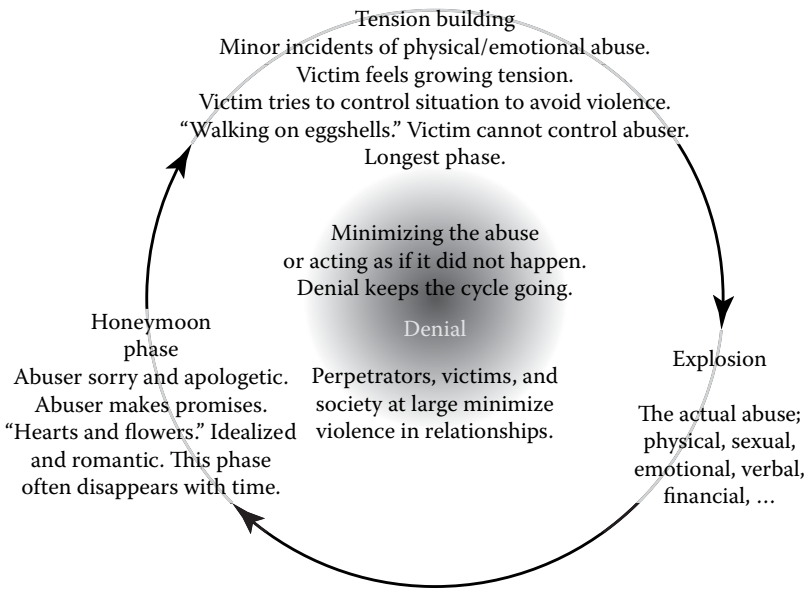 Tension building
Minor incidents of physical/emotional abuse.
Victim feels growing tension.
Victim tries to control situation to avoid violence.
“Walking on eggshells.” Victim cannot control abuser.
Longest phase.
Minimizing the abuse
or acting as if it did not happen.
Denial keeps the cycle going.
Denial
Perpetrators, victims, and
society at large minimize
violence in relationships.
Explosion
The actual abuse;
physical, sexual,
emotional, verbal,
financial, …
Honeymoon
phase
Abuser sorry and apologetic.
Abuser makes promises.
“Hearts and flowers.” Idealized
and romantic. This phase
often disappears with time.